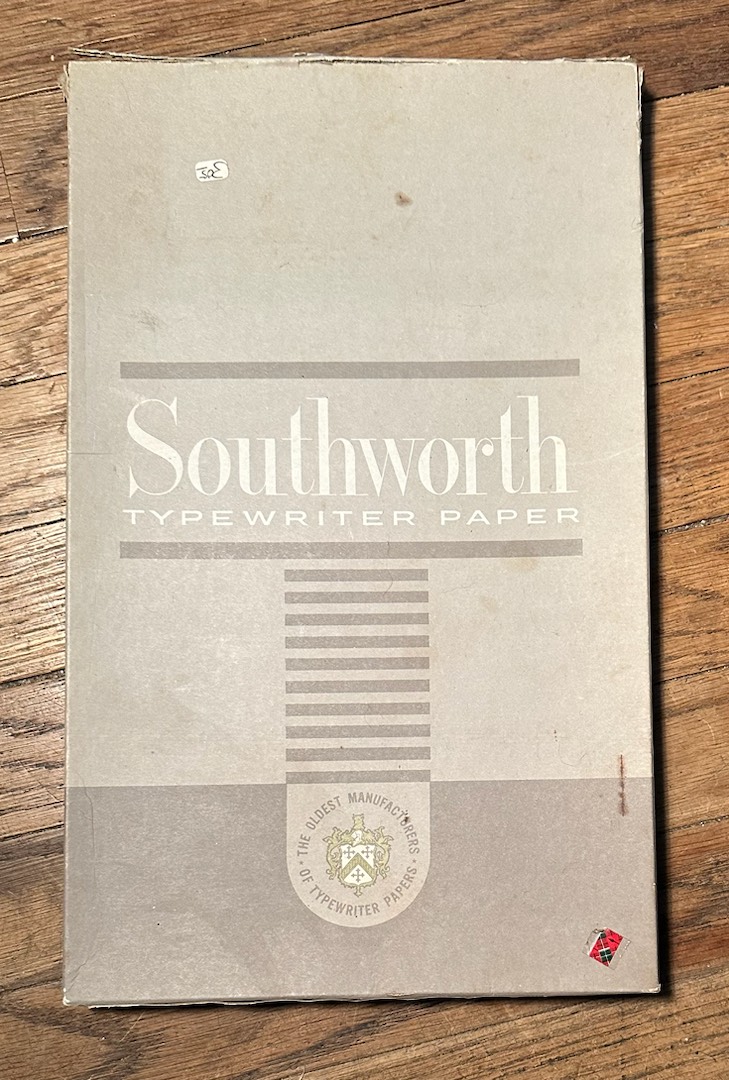 Southworth
TYPEWRITER PAPER
THE OLDEST MANUFACTURERS
OF TYPEWRITER PAPERS